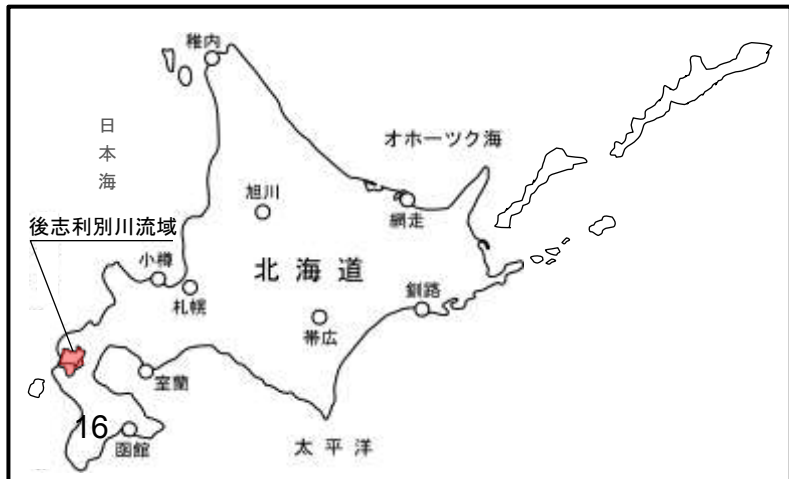 稚内
日本海
オホーツク海
旭川
網走
後志利別川流域
小樽
北海道
札幌
釧路
帯広
室蘭
16
函館
太平洋